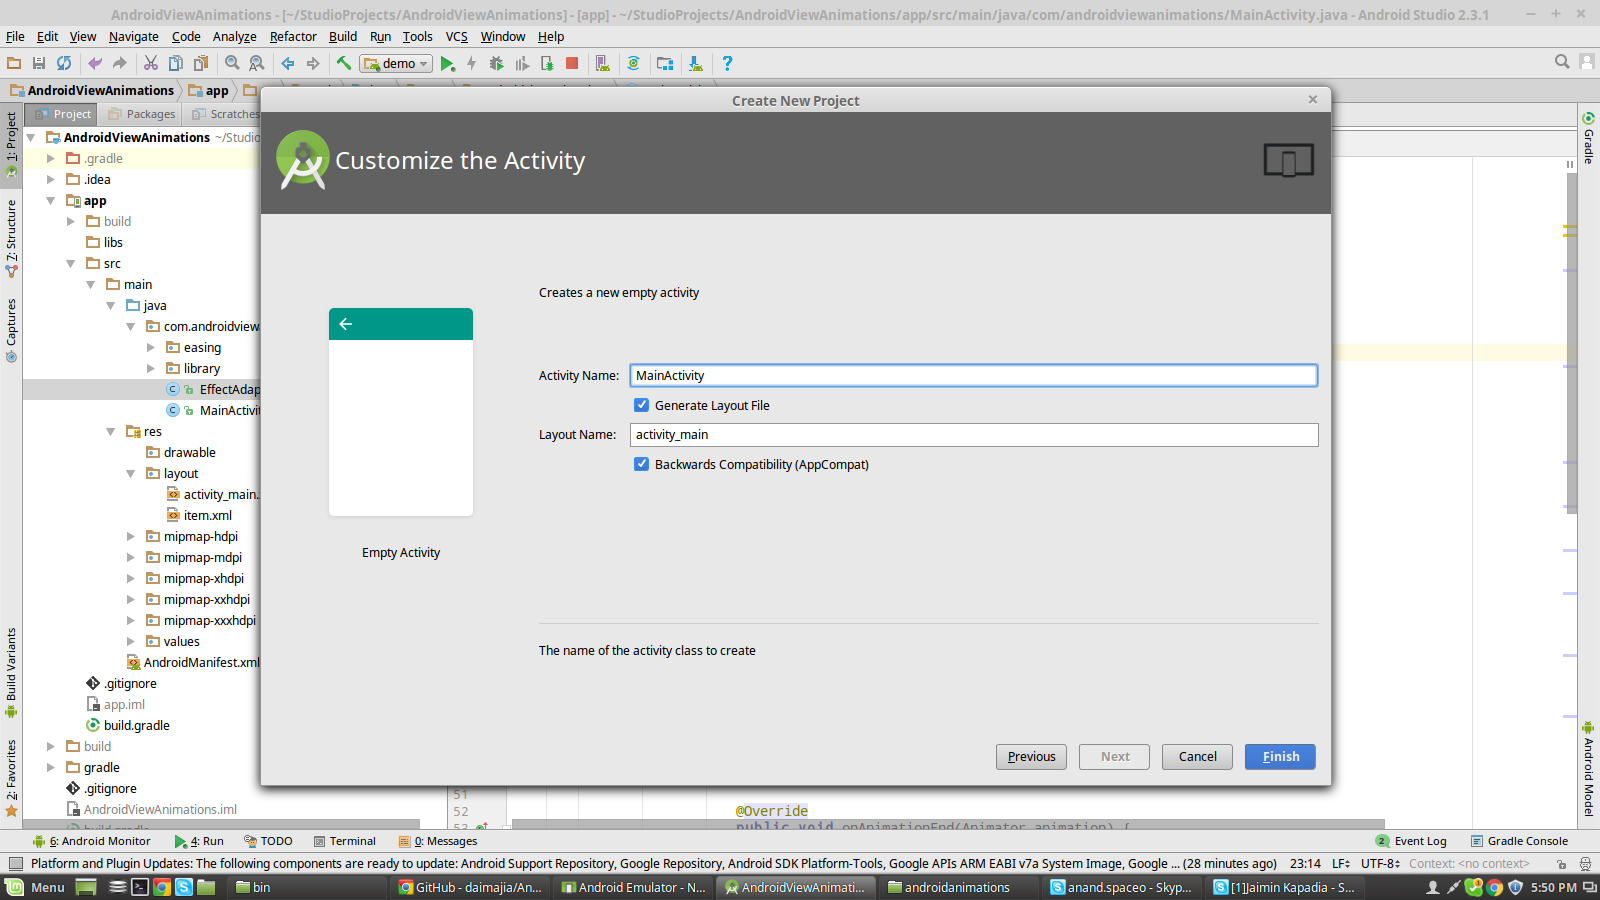 AndroidViewAnimations - [~/StudioProjects/AndroidViewAnimations] - [app] - ~/StudioProjects/AndroidViewAnimations/app/src/main/java/com/androidviewanimations/MainActivity.java - Android Studio 2.3.1
File Edit View Navigate Code Analyze Refactor Build Run Tools VCS Window Help
demo
AndroidViewAnimations app
Create New Project
Project Packages Scratches
Customize the Activity
1: Project
7: Structure
Captures
Build Variants
2: Favorites
Gradle
Android Model
AndroidViewAnimations ~/Studio
.gradle
.idea
app
build
libs
src
main
java
com.androidview
easing
library
EffectAdap
MainActivit
res
drawable
layout
activity_main.
item.xml
mipmap-hdpi
mipmap-mdpi
mipmap-xhdpi
mipmap-xxhdpi
mipmap-xxxhdpi
values
AndroidManifest.xml
.gitignore
app.iml
build.gradle
build
gradle
.gitignore
AndroidViewAnimations.iml
build.gradle
Creates a new empty activity
Activity Name: MainActivity
Generate Layout File
Layout Name: activity_main
Backwards Compatibility (AppCompat)
Empty Activity
The name of the activity class to create
Previous Next Cancel Finish
51
52 @Override
53 public void onAnimationEnd(Animator animation) {
6: Android Monitor 4: Run TODO Terminal 0: Messages 2 Event Log Gradle Console
Platform and Plugin Updates: The following components are ready to update: Android Support Repository, Google Repository, Android SDK Platform-Tools, Google APIs ARM EABI v7a System Image, Google ... (28 minutes ago) 23:14 LF÷ UTF-8÷ Context: <no context>
Menu bin GitHub - daimajia/An... Android Emulator - N... AndroidViewAnimati... androidanimations anand.spaceo - Skyp... [1]Jaimin Kapadia - S... 2 5:50 PM